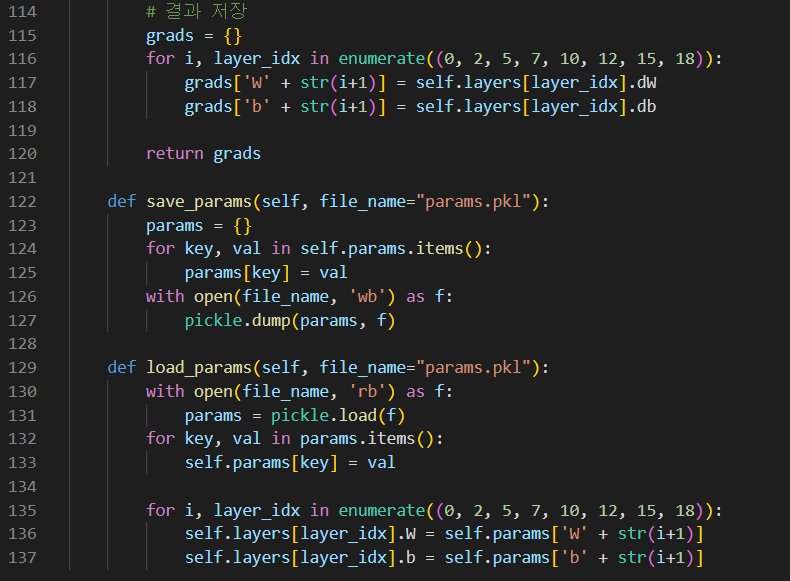 114         # 결과 저장
115         grads = {}
116         for i, layer_idx in enumerate((0, 2, 5, 7, 10, 12, 15, 18)):
117             grads['W' + str(i+1)] = self.layers[layer_idx].dW
118             grads['b' + str(i+1)] = self.layers[layer_idx].db
119
120         return grads
121
122     def save_params(self, file_name="params.pkl"):
123         params = {}
124         for key, val in self.params.items():
125             params[key] = val
126         with open(file_name, 'wb') as f:
127             pickle.dump(params, f)
128
129     def load_params(self, file_name="params.pkl"):
130         with open(file_name, 'rb') as f:
131             params = pickle.load(f)
132         for key, val in params.items():
133             self.params[key] = val
134
135         for i, layer_idx in enumerate((0, 2, 5, 7, 10, 12, 15, 18)):
136             self.layers[layer_idx].W = self.params['W' + str(i+1)]
137             self.layers[layer_idx].b = self.params['b' + str(i+1)]